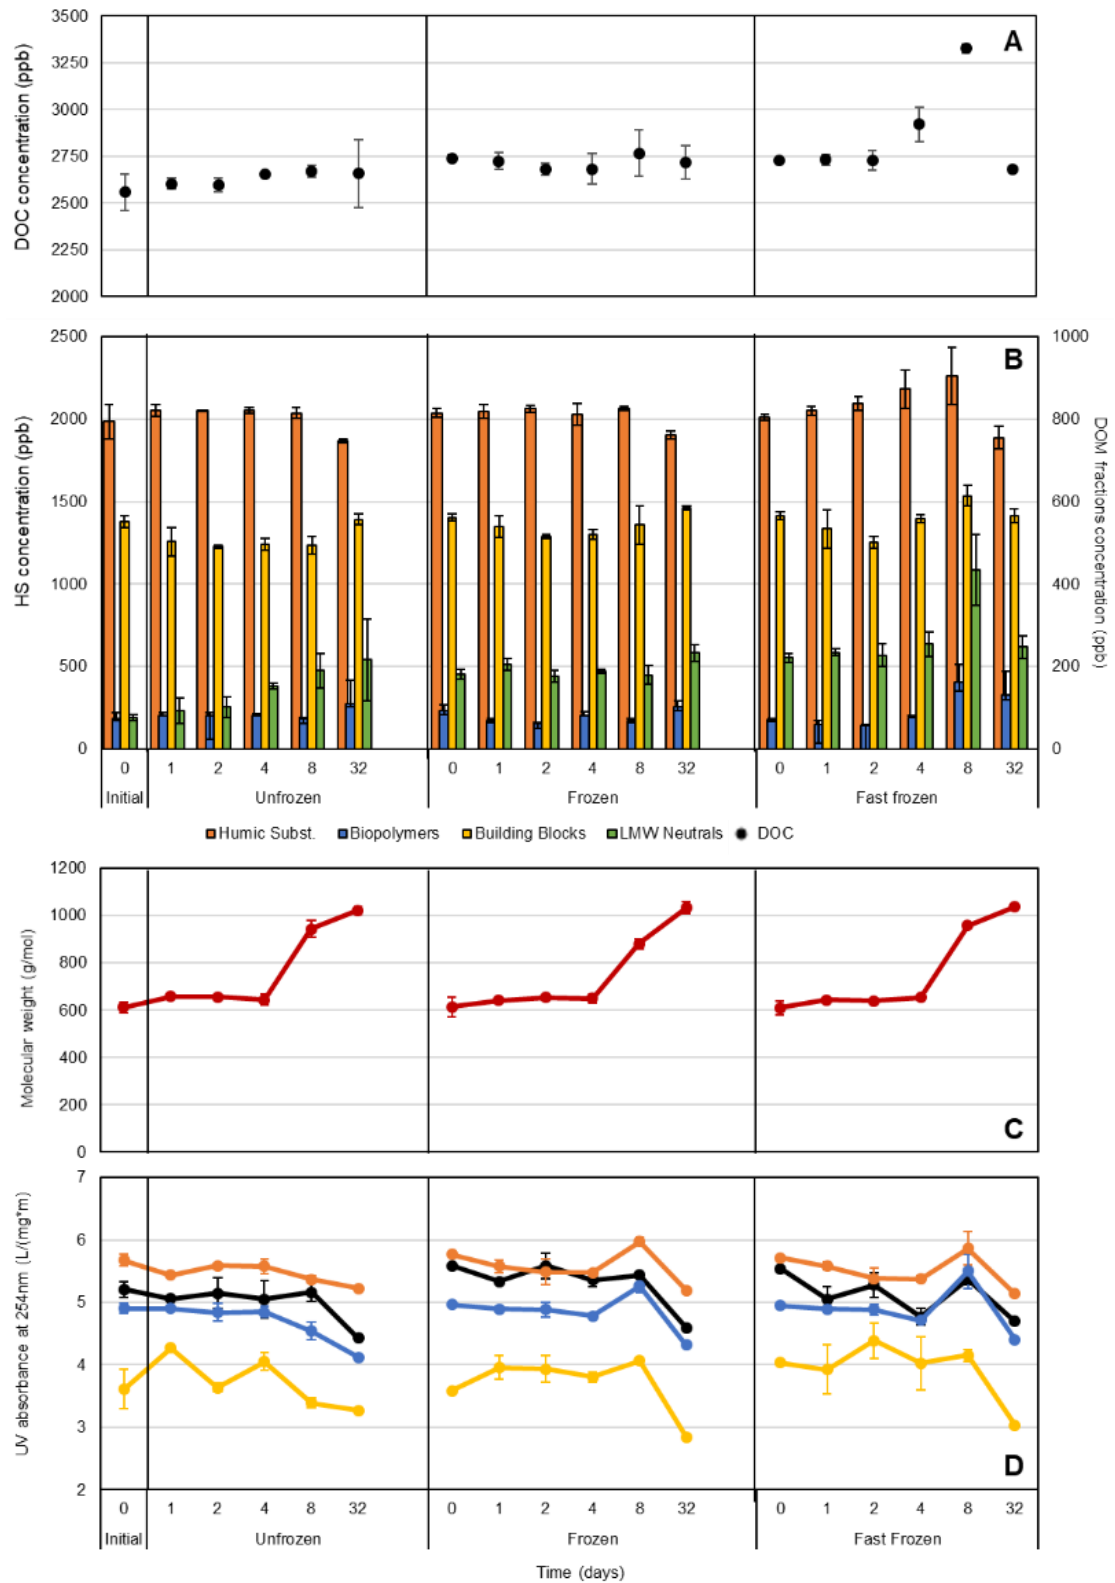 A
DOC concentration (ppb)
3500
3250
3000
2750
2500
2250
2000
B
HS concentration (ppb)
2500
2000
1500
1000
500
0
DOM fractions concentration (ppb)
1000
800
600
400
200
0
0 1 2 4 8 32 0 1 2 4 8 32 0 1 2 4 8 32
Initial Unfrozen Frozen Fast frozen
Humic Subst. Biopolymers Building Blocks LMW Neutrals DOC
Molecular weight (g/mol)
1200
1000
800
600
400
200
0
C
UV absorbance at 254nm (L/(mg*m)
7
6
5
4
3
2
D
0 1 2 4 8 32 0 1 2 4 8 32 0 1 2 4 8 32
Initial Unfrozen Frozen Fast Frozen
Time (days)